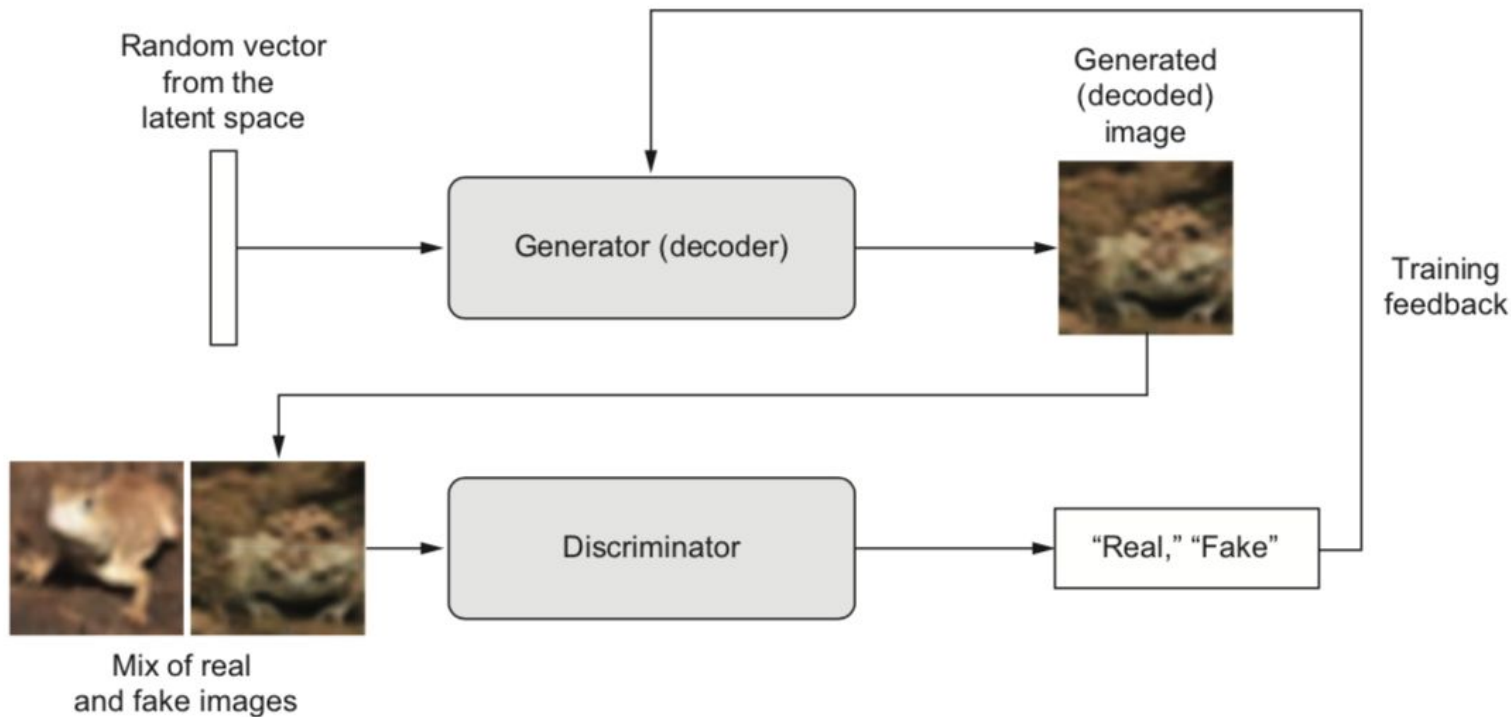 Random vector
from the
latent space
Generator (decoder)
Generated
(decoded)
image
Training
feedback
Discriminator
“Real,” “Fake”
Mix of real
and fake images